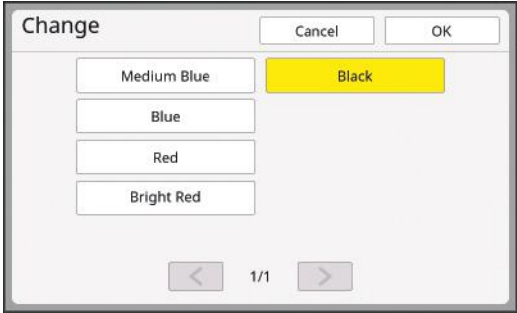 Change
Cancel
OK
Medium Blue
Black
Blue
Red
Bright Red
1/1